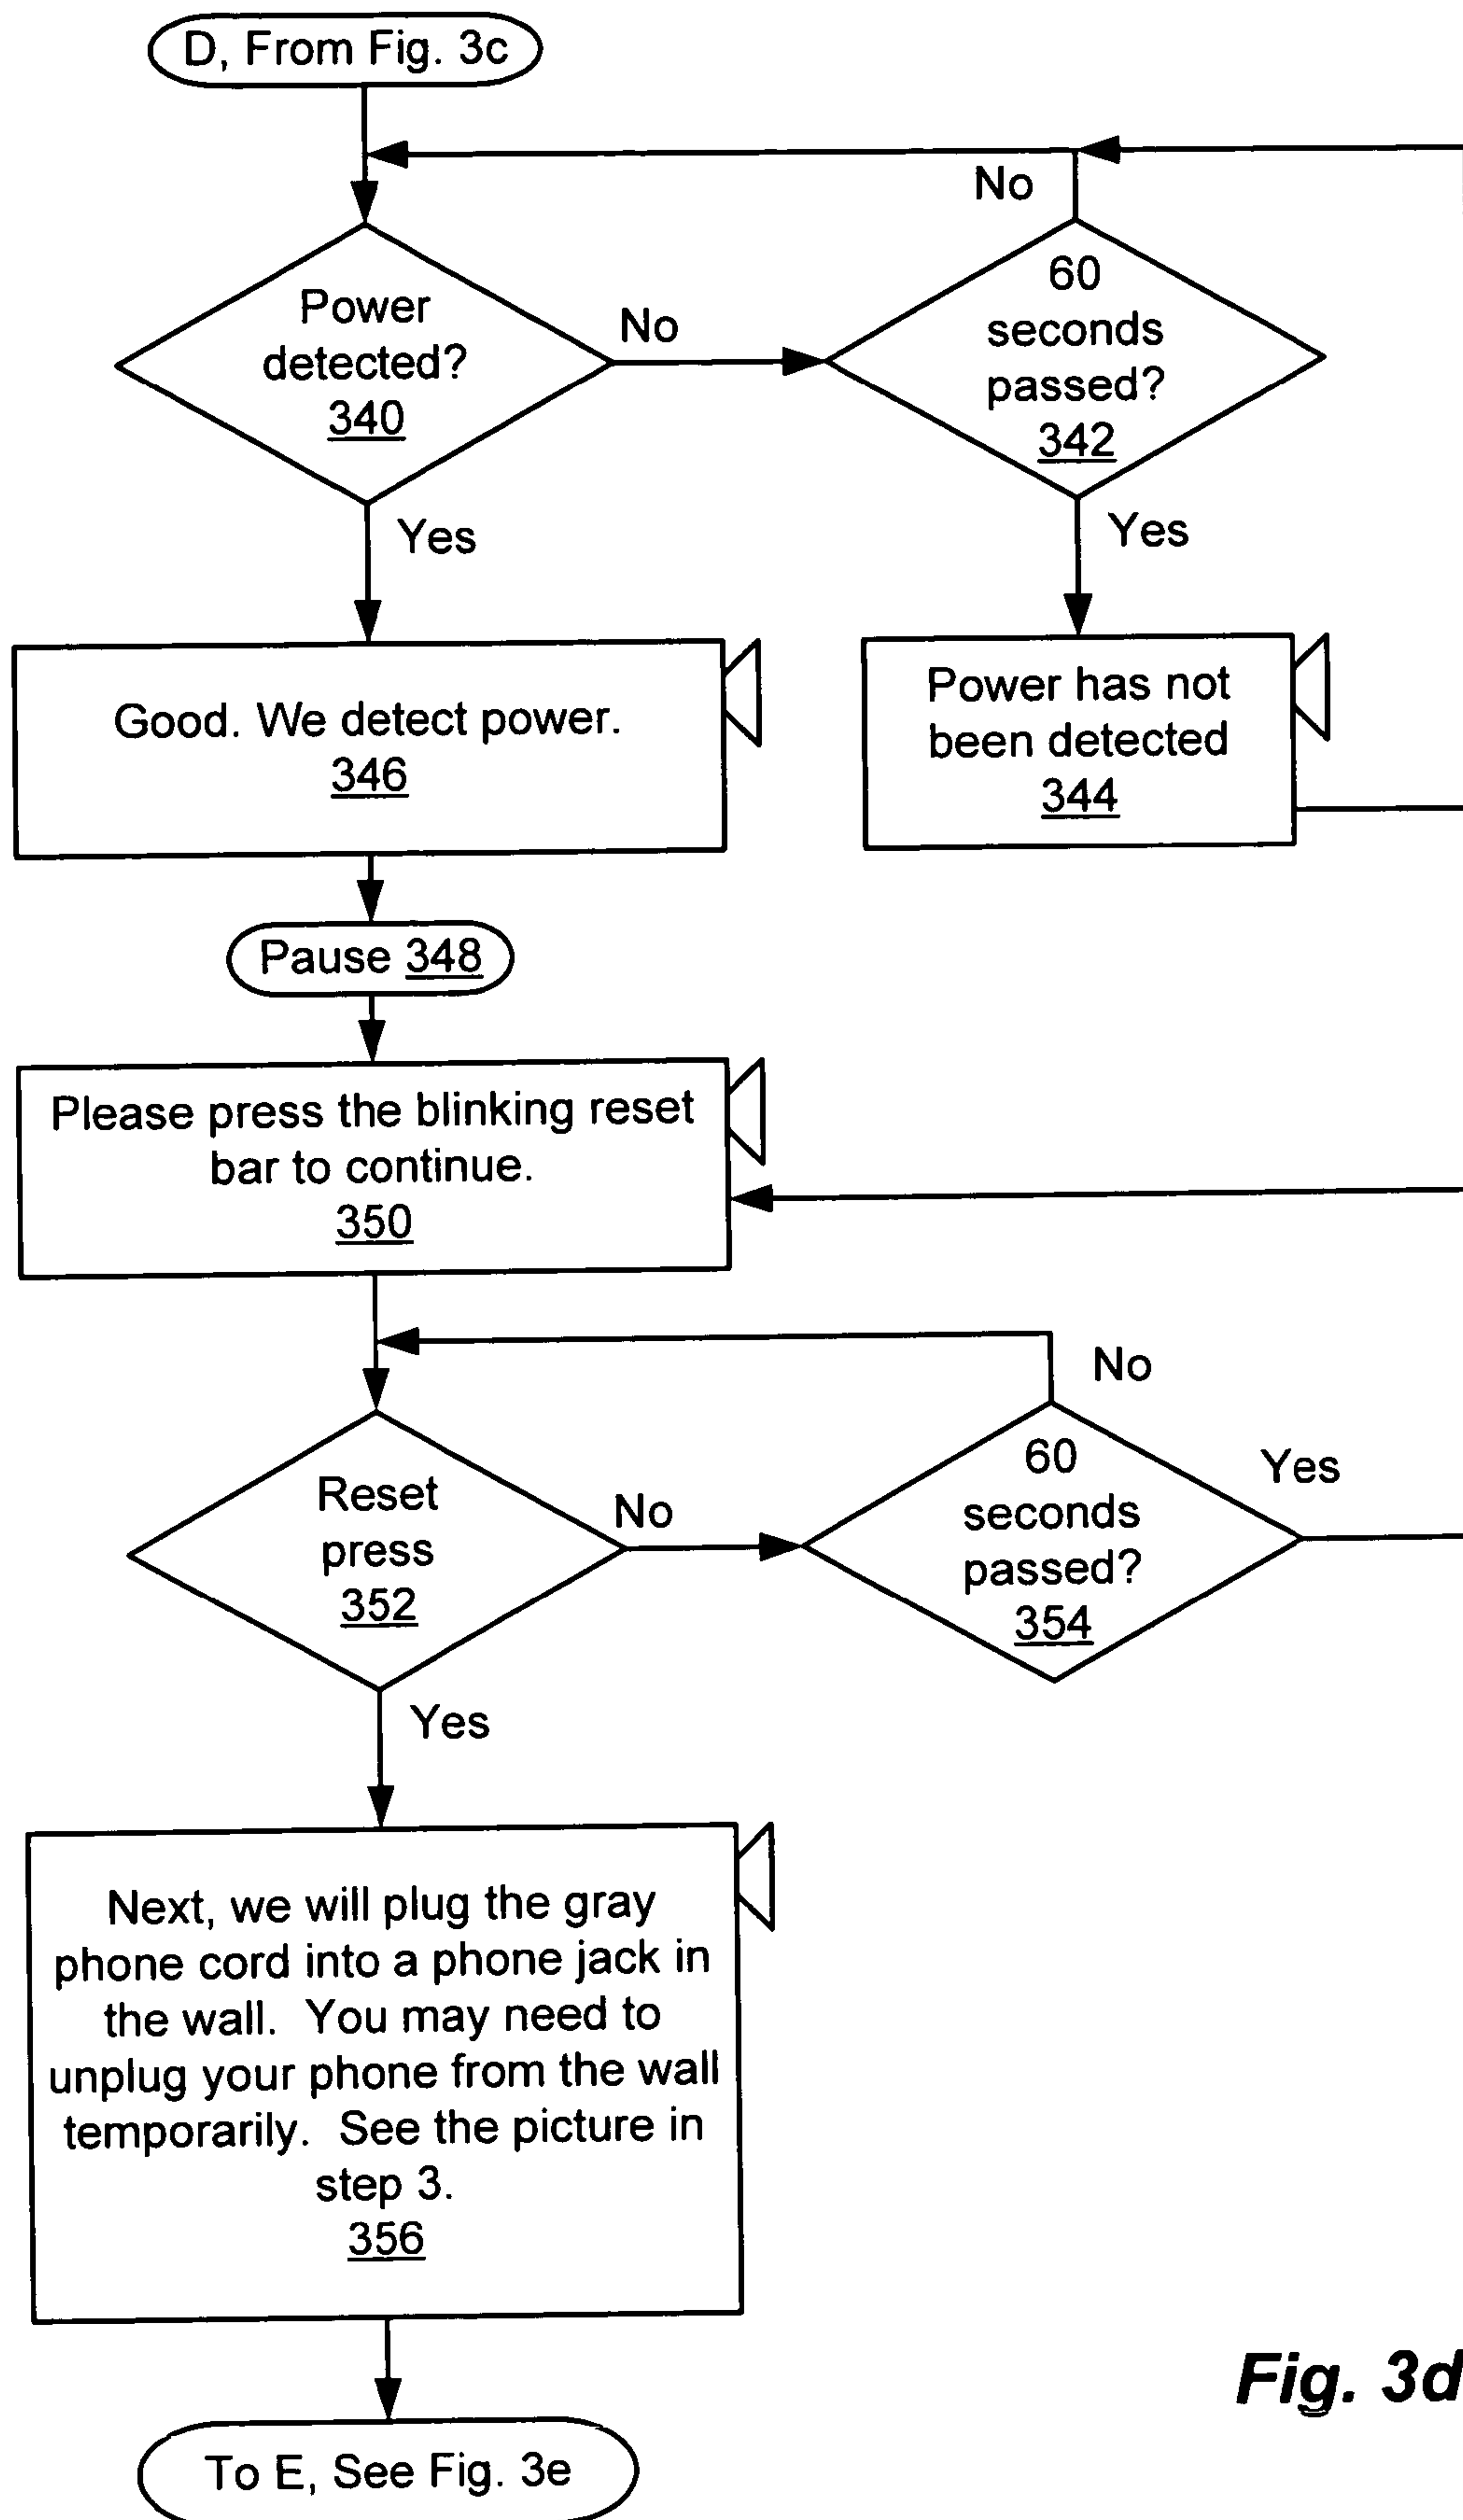 D, From Fig. 3c
No
Power
detected?
340
No
60
seconds
passed?
342
Yes
Yes
Good. We detect power.
346
Power has not
been detected
344
Pause 348
Please press the blinking reset
bar to continue.
350
No
Reset
press
352
No
60
seconds
passed?
354
Yes
Yes
Next, we will plug the gray
phone cord into a phone jack in
the wall. You may need to
unplug your phone from the wall
temporarily. See the picture in
step 3.
356
Fig. 3d
To E, See Fig. 3e